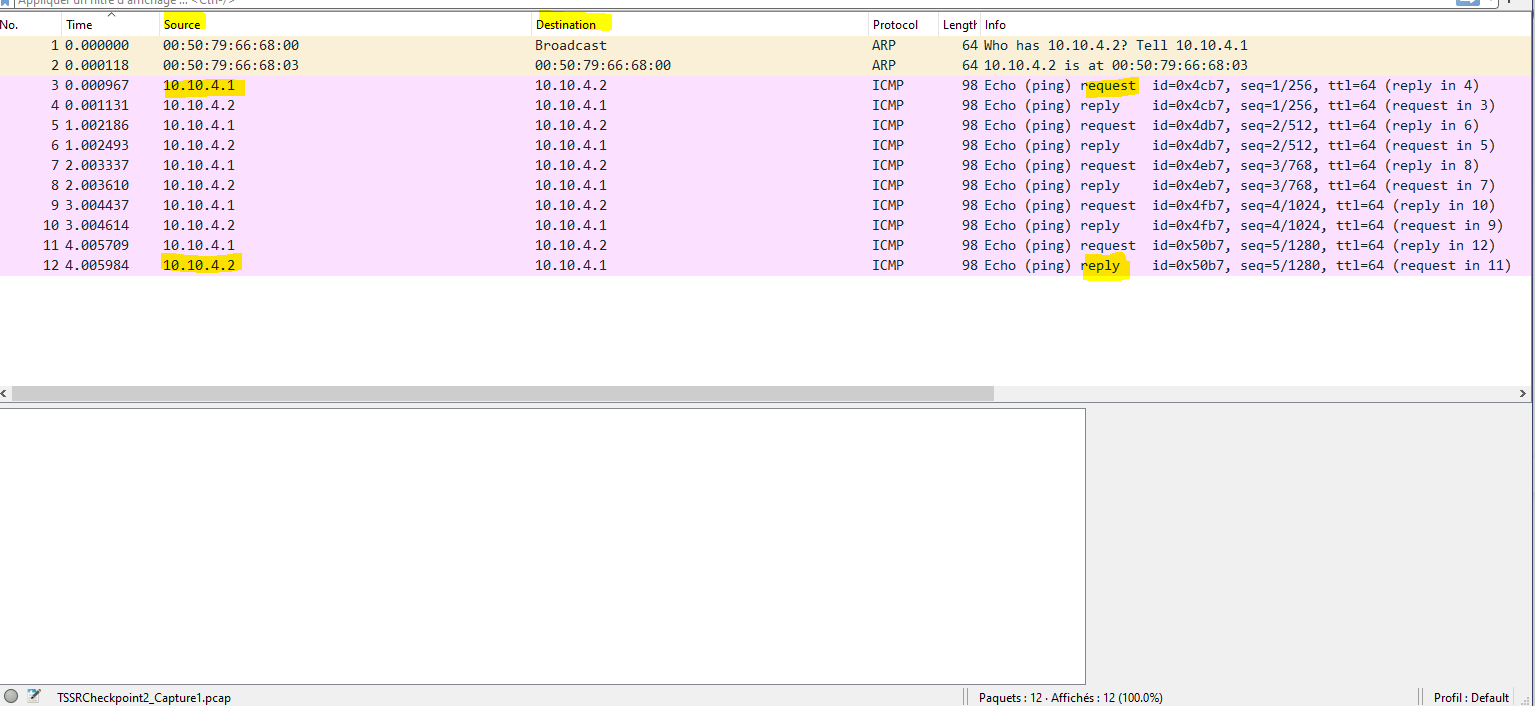 Appliquer un filtre d'affichage ... <Ctrl-/>
No. Time Source Destination Protocol Length Info
1 0.000000 00:50:79:66:68:00 Broadcast ARP 64 Who has 10.10.4.2? Tell 10.10.4.1
2 0.000118 00:50:79:66:68:03 00:50:79:66:68:00 ARP 64 10.10.4.2 is at 00:50:79:66:68:03
3 0.000967 10.10.4.1 10.10.4.2 ICMP 98 Echo (ping) request id=0x4cb7, seq=1/256, ttl=64 (reply in 4)
4 0.001131 10.10.4.2 10.10.4.1 ICMP 98 Echo (ping) reply id=0x4cb7, seq=1/256, ttl=64 (request in 3)
5 1.002186 10.10.4.1 10.10.4.2 ICMP 98 Echo (ping) request id=0x4db7, seq=2/512, ttl=64 (reply in 6)
6 1.002493 10.10.4.2 10.10.4.1 ICMP 98 Echo (ping) reply id=0x4db7, seq=2/512, ttl=64 (request in 5)
7 2.003337 10.10.4.1 10.10.4.2 ICMP 98 Echo (ping) request id=0x4eb7, seq=3/768, ttl=64 (reply in 8)
8 2.003610 10.10.4.2 10.10.4.1 ICMP 98 Echo (ping) reply id=0x4eb7, seq=3/768, ttl=64 (request in 7)
9 3.004437 10.10.4.1 10.10.4.2 ICMP 98 Echo (ping) request id=0x4fb7, seq=4/1024, ttl=64 (reply in 10)
10 3.004614 10.10.4.2 10.10.4.1 ICMP 98 Echo (ping) reply id=0x4fb7, seq=4/1024, ttl=64 (request in 9)
11 4.005709 10.10.4.1 10.10.4.2 ICMP 98 Echo (ping) request id=0x50b7, seq=5/1280, ttl=64 (reply in 12)
12 4.005984 10.10.4.2 10.10.4.1 ICMP 98 Echo (ping) reply id=0x50b7, seq=5/1280, ttl=64 (request in 11)
TSSRCheckpoint2_Capture1.pcap Paquets : 12 · Affichés : 12 (100.0%) Profil : Default